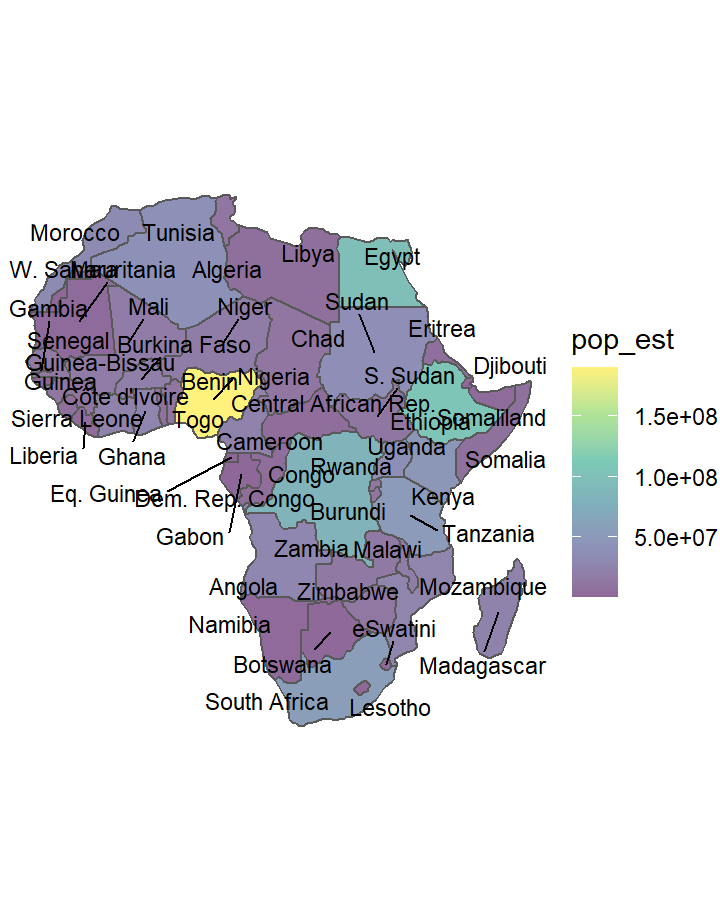 Morocco
Tunisia
Libya
Egypt
W. Sahara
Mauritania
Algeria
Gambia
Mali
Niger
Sudan
Senegal
Burkina Faso
Chad
Eritrea
pop_est
Guinea-Bissau
Guinea
Benin
Nigeria
S. Sudan
Djibouti
Côte d'Ivoire
Central African Rep.
Sierra Leone
Togo
Ethiopia
Somaliland
1.5e+08
Liberia
Ghana
Cameroon
Uganda
Somalia
Congo
Rwanda
1.0e+08
Eq. Guinea
Dem. Rep. Congo
Kenya
Gabon
Burundi
Tanzania
5.0e+07
Zambia
Malawi
Angola
Zimbabwe
Mozambique
Namibia
eSwatini
Botswana
Madagascar
South Africa
Lesotho